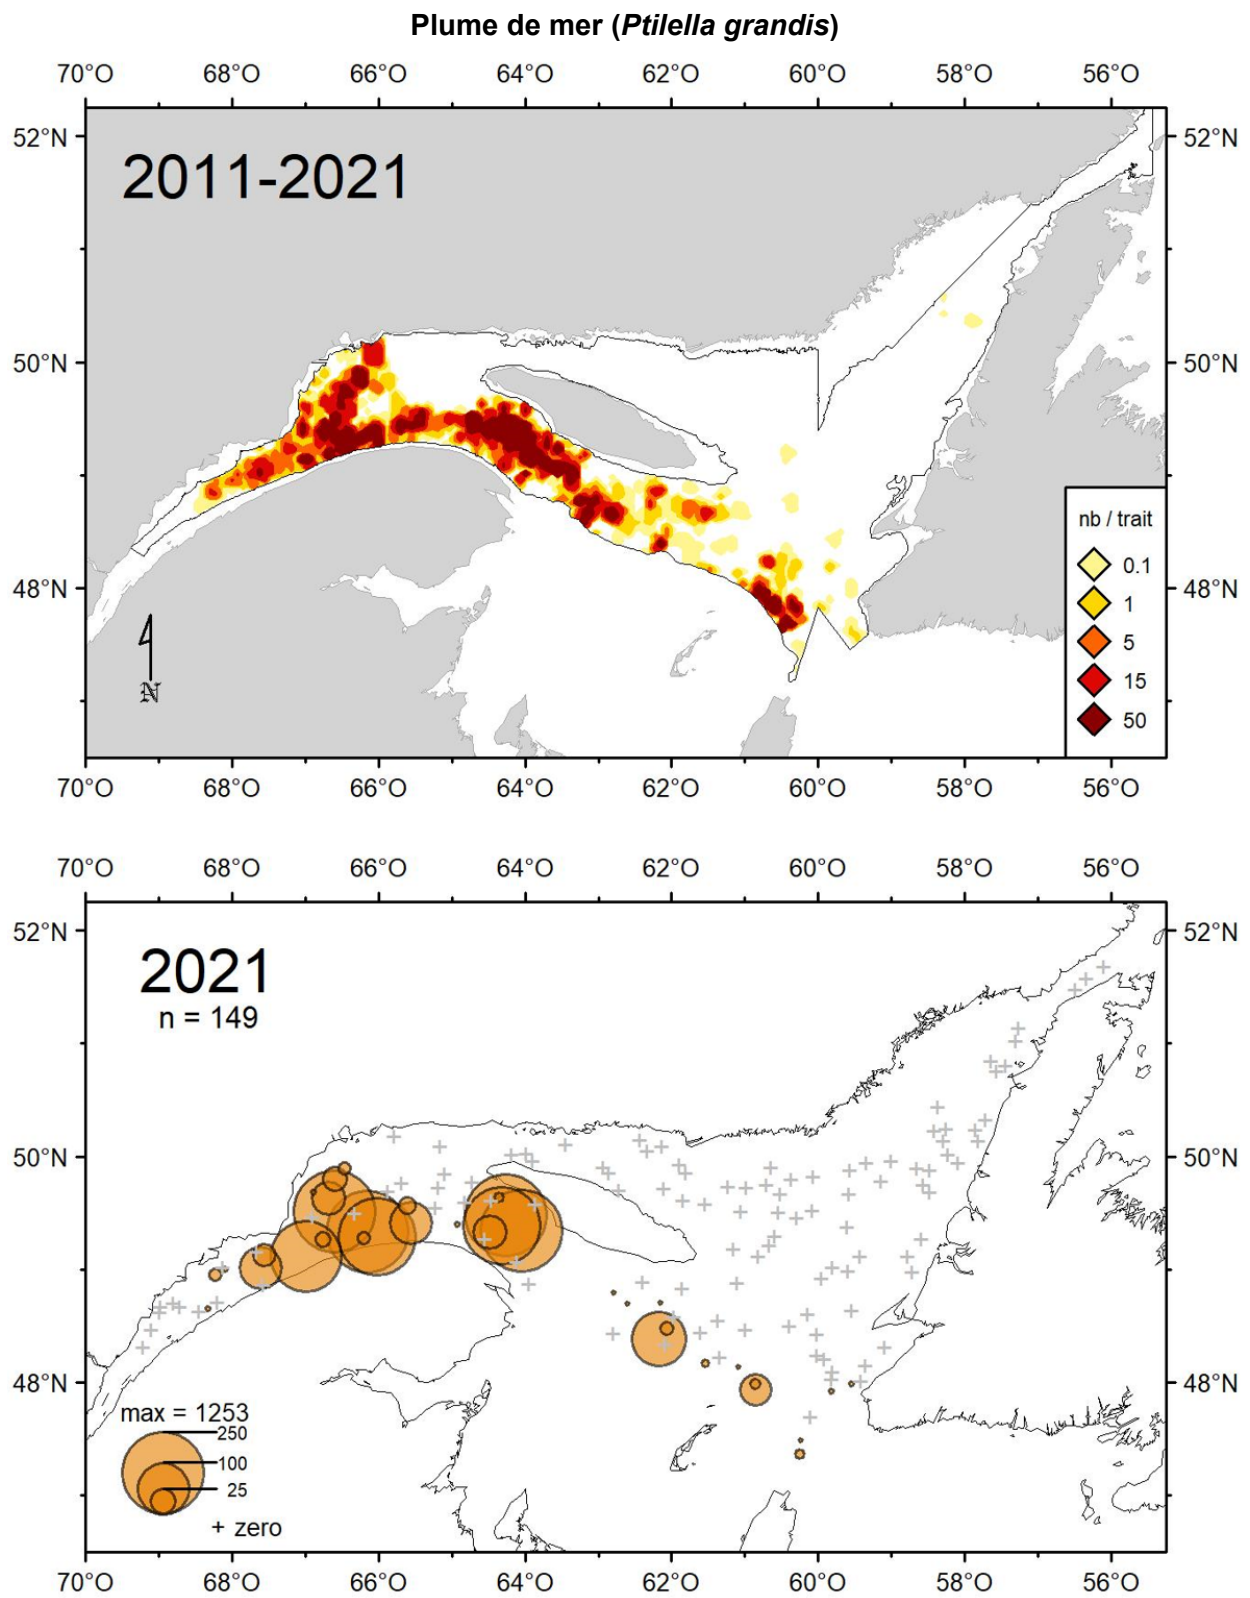 Plume de mer (Ptilella grandis)
70°O 68°O 66°O 64°O 62°O 60°O 58°O 56°O
52°N 52°N
2011-2021
50°N 50°N
nb / trait
0.1
48°N 48°N
1
5
N
15
50
70°O 68°O 66°O 64°O 62°O 60°O 58°O 56°O
70°O 68°O 66°O 64°O 62°O 60°O 58°O 56°O
52°N 52°N
2021
n = 149
50°N 50°N
48°N 48°N
max = 1253
250
100
25
+ zero
70°O 68°O 66°O 64°O 62°O 60°O 58°O 56°O